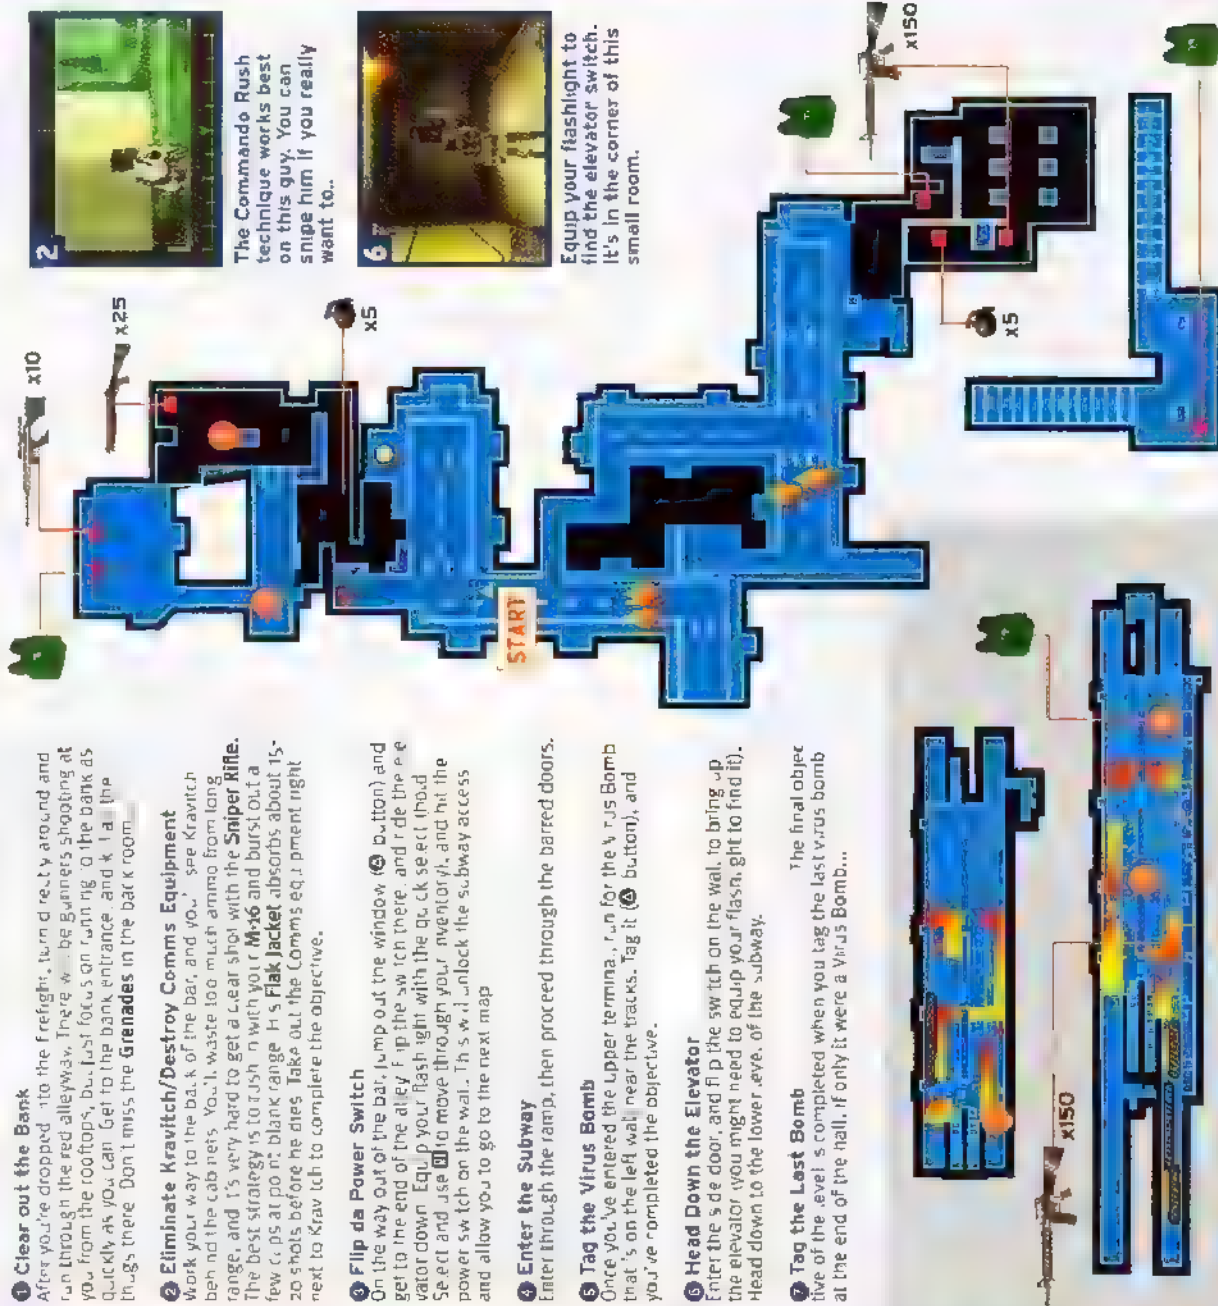 1 Clear out the Bank
After you're dropped into the firefight, turn directly around and
run through the red alleyway. There will be gunners shooting at
you from the rooftops, but just focus on running to the bank as
quickly as you can. Get to the bank entrance, and kill all the
thugs there. Don't miss the Grenades in the back room.
2 Eliminate Kravitch/Destroy Comms Equipment
Work your way to the back of the bar, and you'll see Kravitch
behind the cabinets. You'll waste too much ammo from long
range, and it's very hard to get a clear shot with the Sniper Rifle.
The best strategy is to rush in with your M-16 and burst out a
few clips at point blank range. His Flak Jacket absorbs about 15-
20 shots before he dies. Take out the Comms equipment right
next to Kravitch to complete the objective.
3 Flip da Power Switch
On the way out of the bar, jump out the window (A button) and
get to the end of the alley. Flip the switch there, and ride the ele
vator down. Equip your flashlight with the quick select (hold
Select and use R1 to move through your inventory), and hit the
power switch on the wall. This will unlock the subway access
and allow you to go to the next map
4 Enter the Subway
Enter through the ramp, then proceed through the barred doors.
5 Tag the Virus Bomb
Once you've entered the upper terminal, run for the Virus Bomb
that's on the left wall near the tracks. Tag it (A button), and
you've completed the objective.
6 Head Down the Elevator
Enter the side door, and flip the switch on the wall to bring up
the elevator (you might need to equip your flashlight to find it).
Head down to the lower level of the subway.
7 Tag the Last Bomb
The final objec
tive of the level is completed when you tag the last virus bomb
at the end of the hall. If only it were a Virus Bomb...
2
The Commando Rush
technique works best
on this guy. You can
snipe him if you really
want to..
6
Equip your flashlight to
find the elevator switch.
It's in the corner of this
small room.
x10
x25
x5
START
x150
x5
x150